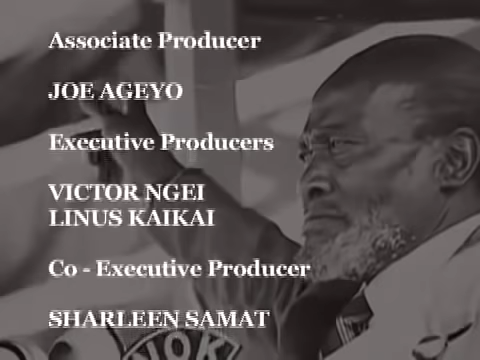 Associate Producer
JOE AGEYO
Executive Producers
VICTOR NGEI
LINUS KAIKAI
Co - Executive Producer
SHARLEEN SAMAT